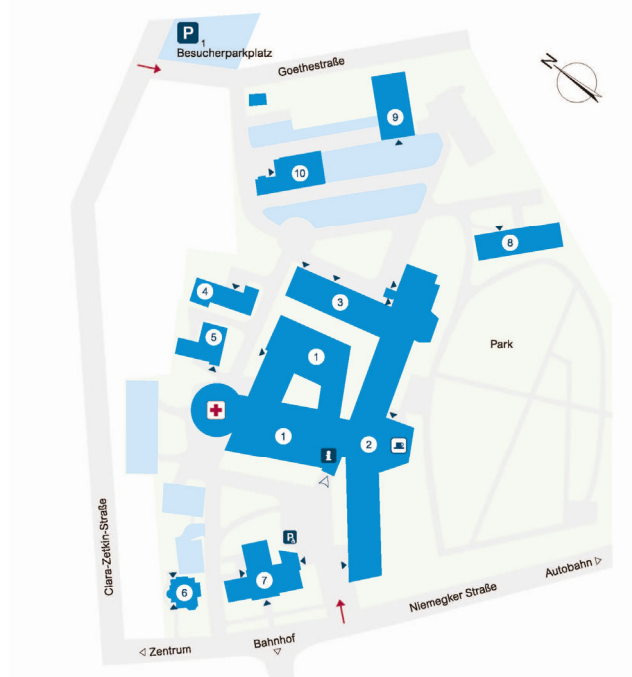 P
1
Besucherparkplatz
Goethestraße
N
9
10
8
4
3
5
1
Park
1
2
i
P
7
6
Clara-Zetkin-Straße
Autobahn
Niemegker Straße
Bahnhof
Zentrum